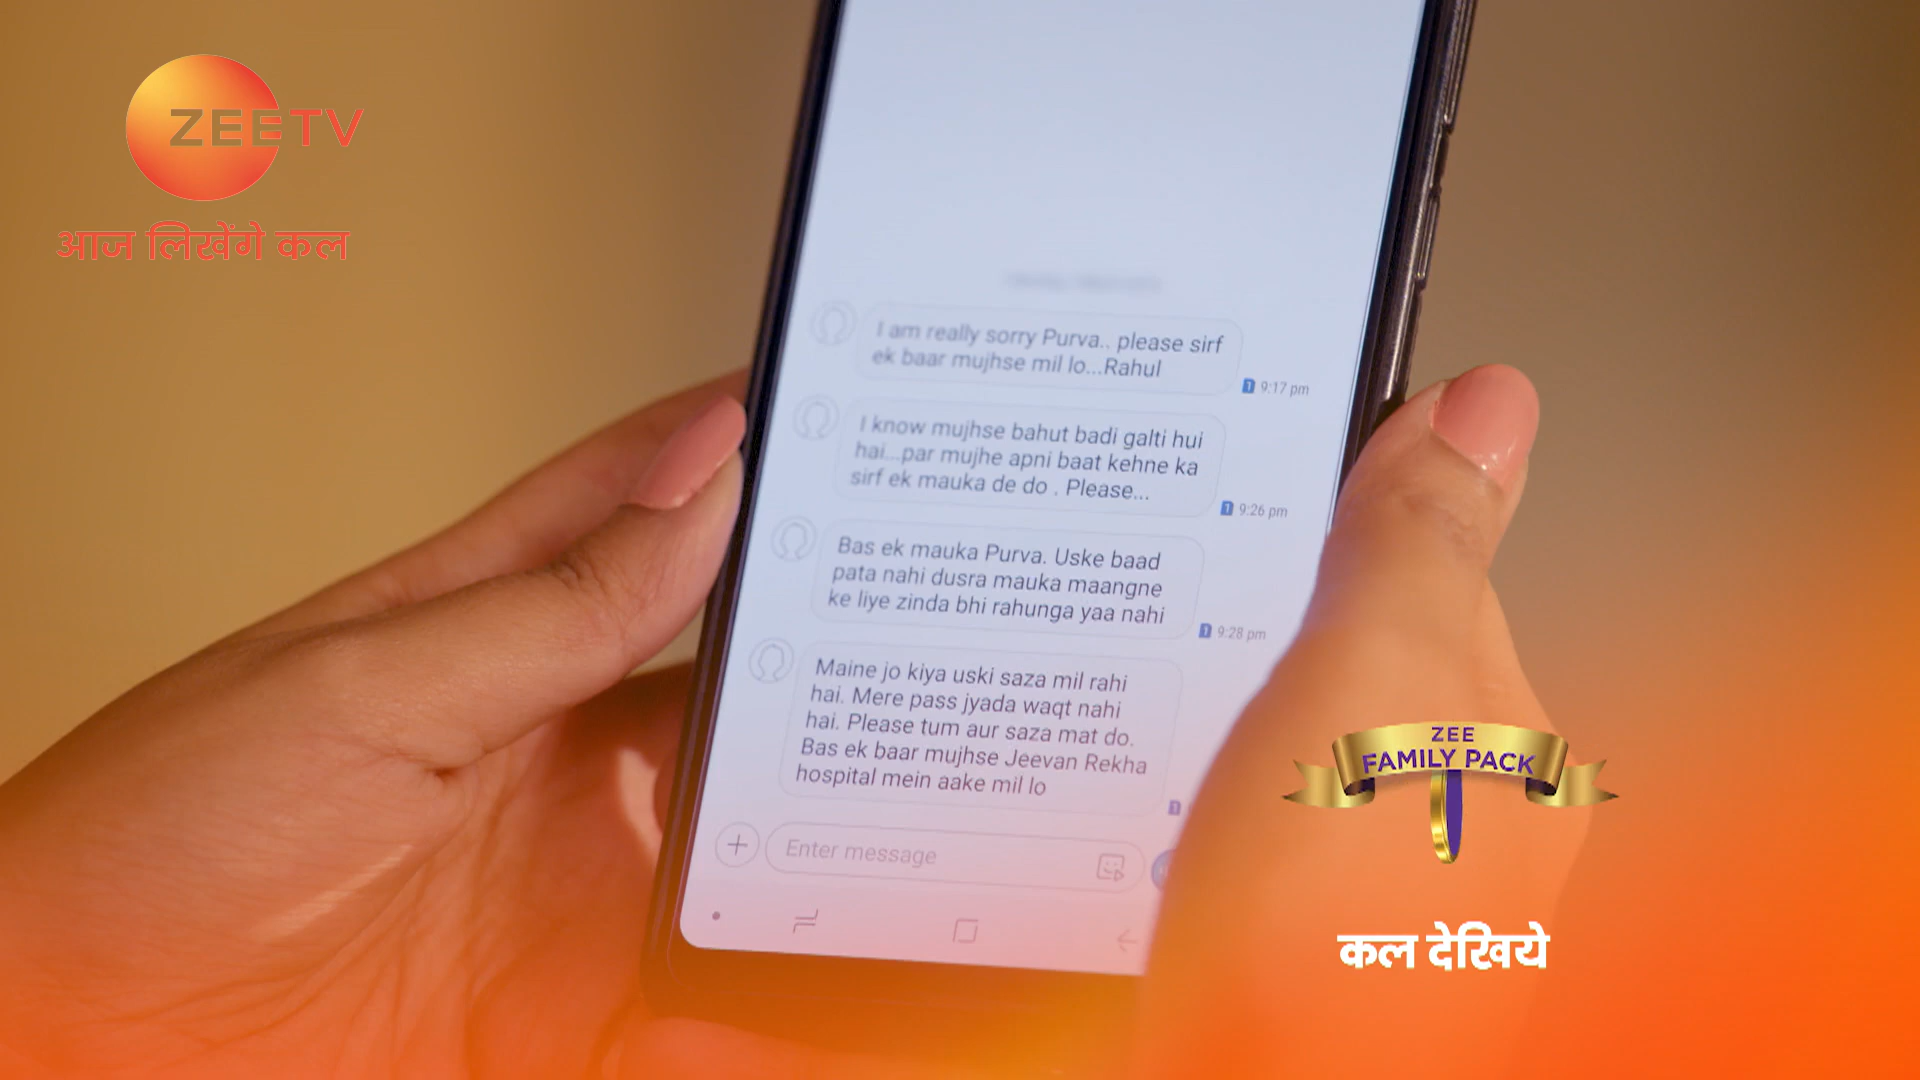 ZEETV
आज लिखेंगे कल
I am really sorry Purva.. please sirf
ek baar mujhse mil lo...Rahul
9:17 pm
I know mujhse bahut badi galti hui
hai...par mujhe apni baat kehne ka
sirf ek mauka de do . Please...
9:26 pm
Bas ek mauka Purva. Uske baad
pata nahi dusra mauka maangne
ke liye zinda bhi rahunga yaa nahi
9:28 pm
Maine jo kiya uski saza mil rahi
hai. Mere pass jyada waqt nahi
hai. Please tum aur saza mat do.
Bas ek baar mujhse Jeevan Rekha
hospital mein aake mil lo
Enter message
ZEE
FAMILY PACK
कल देखिये